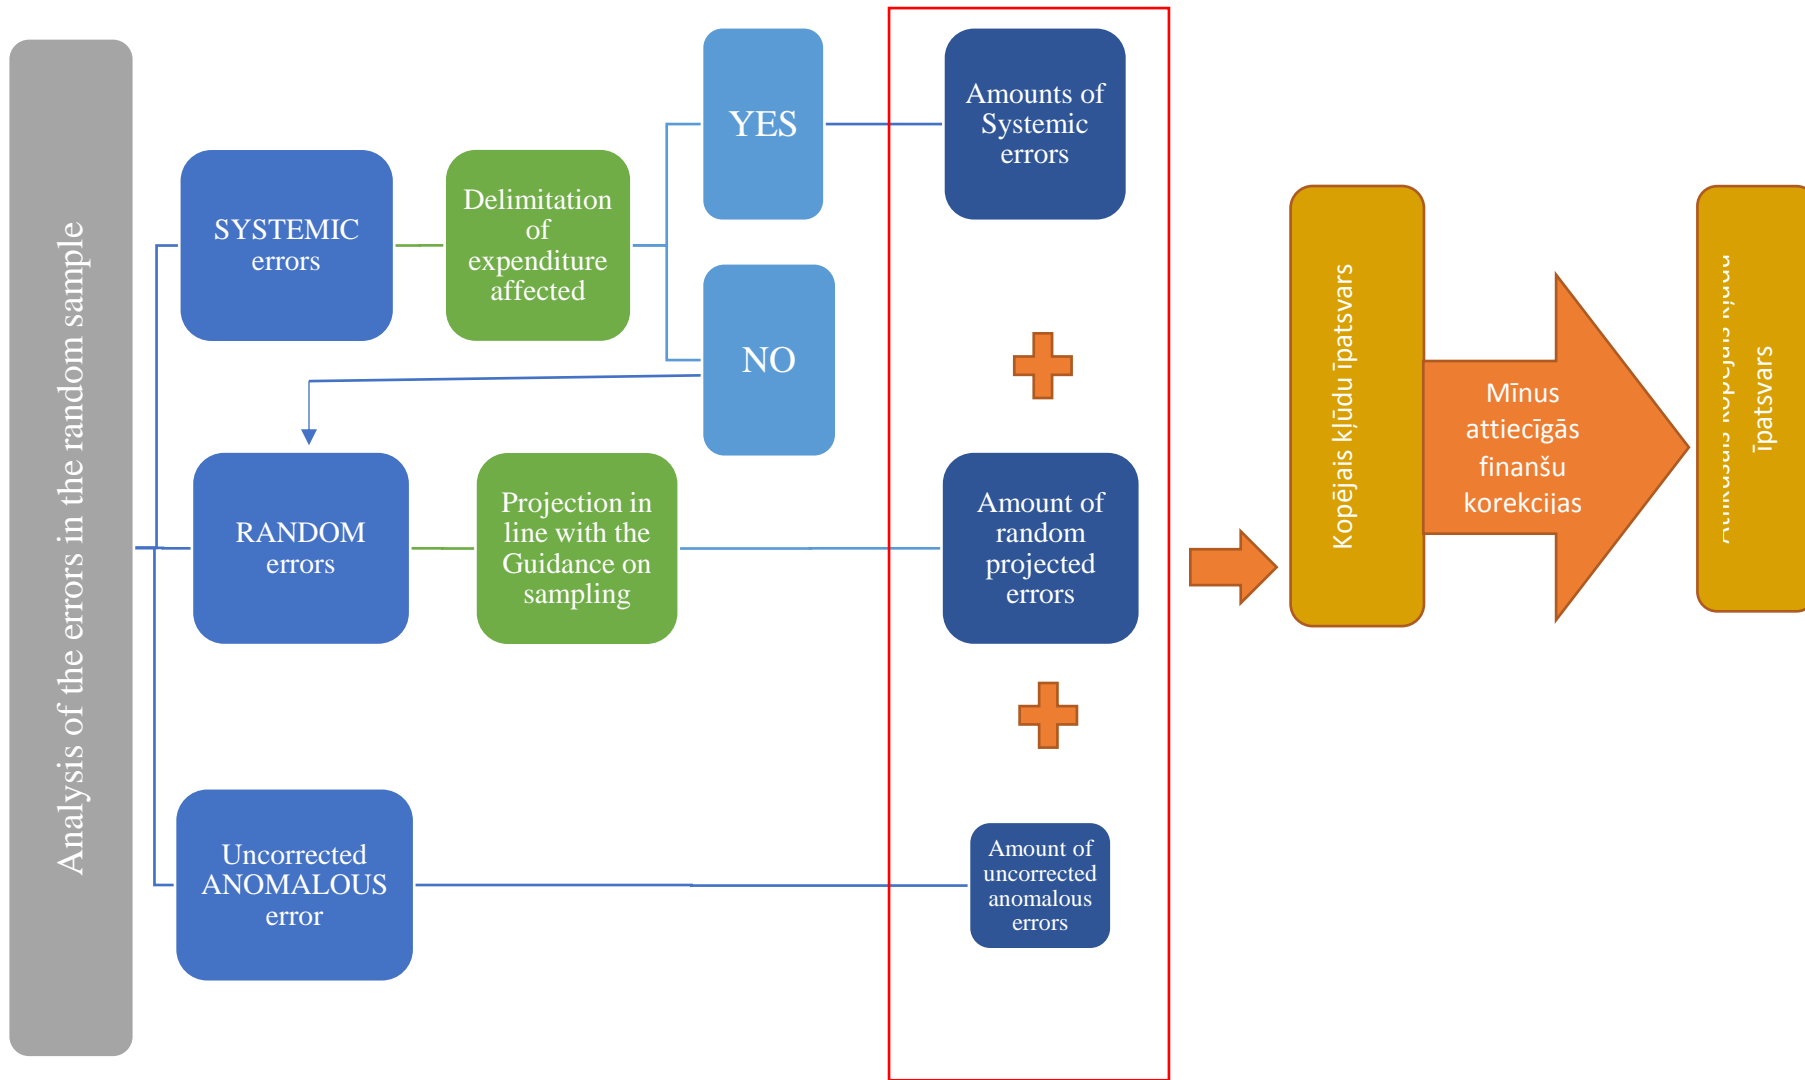 Analysis of the errors in the random sample
SYSTEMIC
errors
Delimitation
of
expenditure
affected
YES
NO
Amounts of
Systemic
errors
RANDOM
errors
Projection in
line with the
Guidance on
sampling
Amount of
random
projected
errors
Uncorrected
ANOMALOUS
error
Amount of
uncorrected
anomalous
errors
Kopējais kļūdu īpatsvars
Mīnus
attiecīgās
finanšu
korekcijas
kopējais kļūdu
īpatsvars